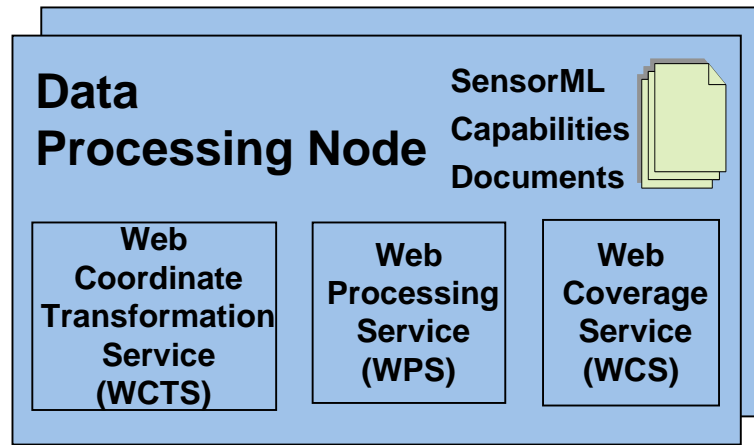 Data
Processing Node
SensorML
Capabilities
Documents
Web
Coordinate
Transformation
Service
(WCTS)
Web
Processing
Service
(WPS)
Web
Coverage
Service
(WCS)